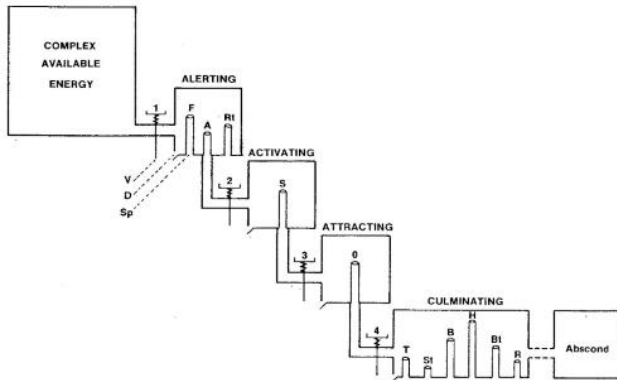 COMPLEX
AVAILABLE
ENERGY
ALERTING
1
F
A
Rt
ACTIVATING
V
D
Sp
2
S
ATTRACTING
3
0
CULMINATING
4
T
St
B
H
Bt
R
Abscond